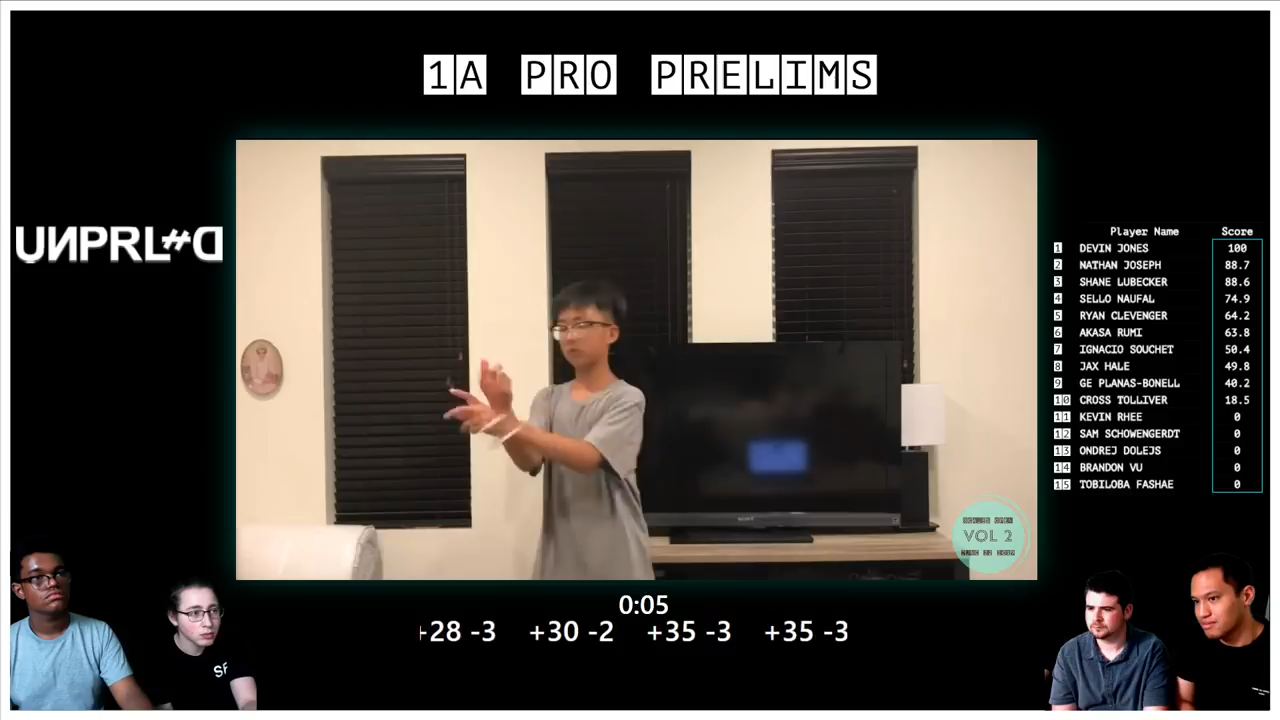 1A PRO PRELIMS
UNPRL#D
Player Name Score
1 DEVIN JONES 100
2 NATHAN JOSEPH 88.7
3 SHANE LUBECKER 88.6
4 SELLO NAUFAL 74.9
5 RYAN CLEVENGER 64.2
6 AKASA RUMI 63.8
7 IGNACIO SOUCHET 50.4
8 JAX HALE 49.8
9 GE PLANAS-BONELL 40.2
10 CROSS TOLLIVER 18.5
11 KEVIN RHEE 0
12 SAM SCHOWENGERDT 0
13 ONDREJ DOLEJS 0
14 BRANDON VU 0
15 TOBILOBA FASHAE 0
SONY
VOL 2
0:05
+28 -3 +30 -2 +35 -3 +35 -3
SF